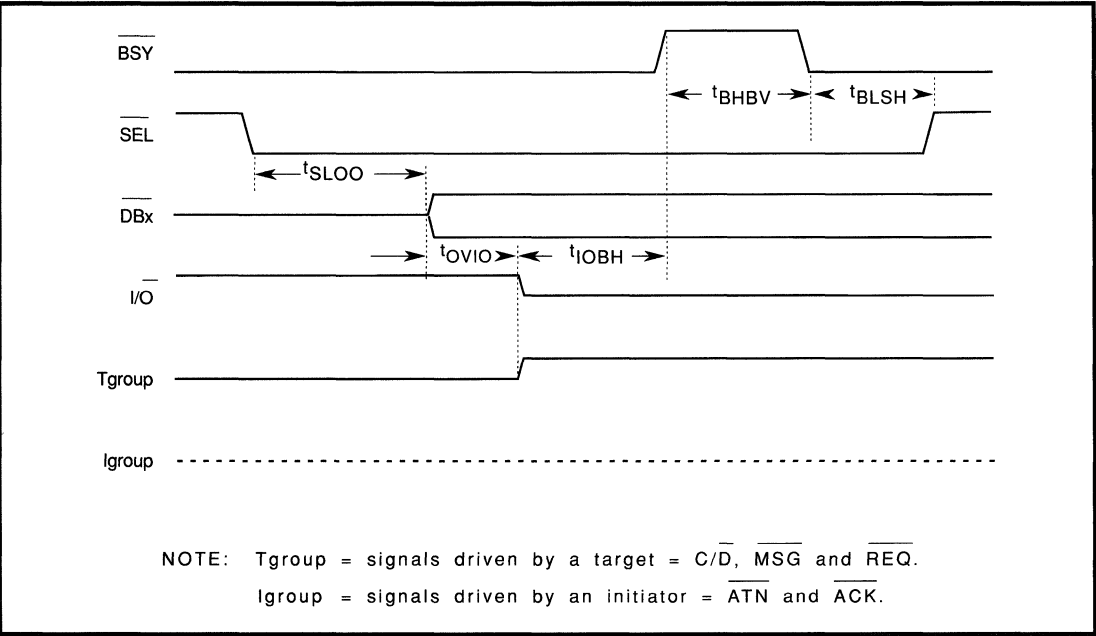 BSY
tBHBV tBLSH
SEL
tSLOO
DBx
tOVIO tIOBH
I/O
Tgroup
Igroup
NOTE: Tgroup = signals driven by a target = C/D, MSG and REQ.
Igroup = signals driven by an initiator = ATN and ACK.